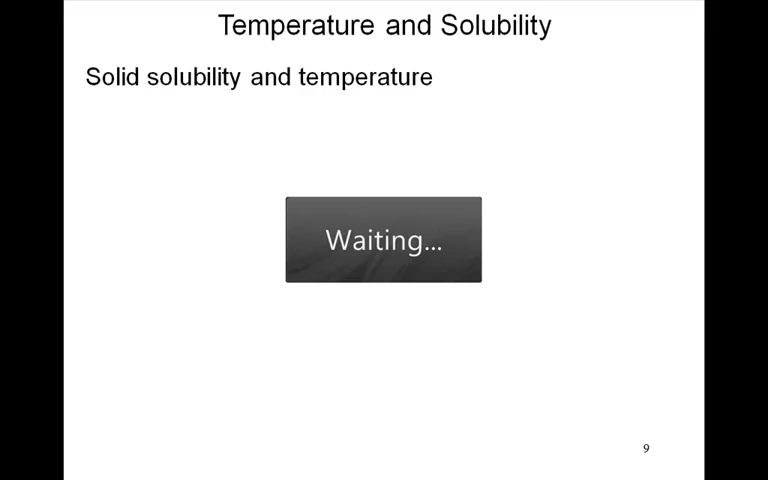 Temperature and Solubility
Solid solubility and temperature
Waiting...
9